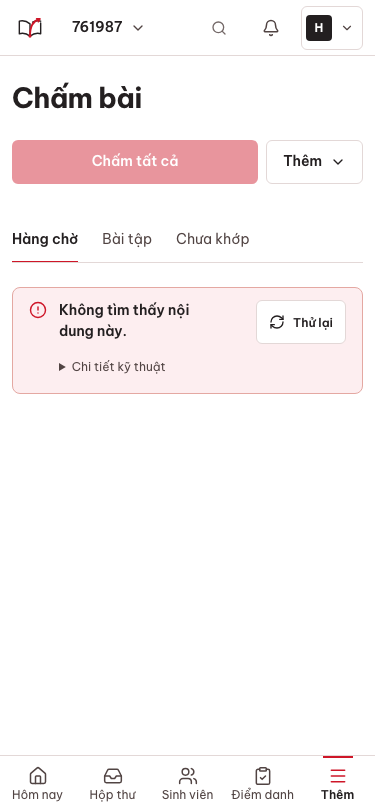 761987
H
Chấm bài
Chấm tất cả
Thêm
Hàng chờ
Bài tập
Chưa khớp
Không tìm thấy nội
dung này.
Thử lại
Chi tiết kỹ thuật
Hôm nay
Hộp thư
Sinh viên
Điểm danh
Thêm